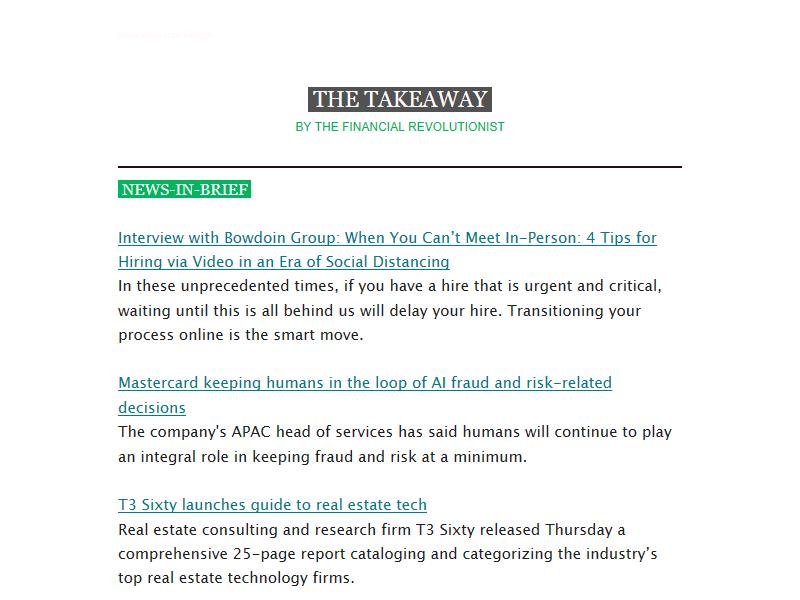 THE TAKEAWAY
BY THE FINANCIAL REVOLUTIONIST
NEWS-IN-BRIEF
Interview with Bowdoin Group: When You Can’t Meet In-Person: 4 Tips for
Hiring via Video in an Era of Social Distancing
In these unprecedented times, if you have a hire that is urgent and critical,
waiting until this is all behind us will delay your hire. Transitioning your
process online is the smart move.
Mastercard keeping humans in the loop of AI fraud and risk-related
decisions
The company's APAC head of services has said humans will continue to play
an integral role in keeping fraud and risk at a minimum.
T3 Sixty launches guide to real estate tech
Real estate consulting and research firm T3 Sixty released Thursday a
comprehensive 25-page report cataloging and categorizing the industry’s
top real estate technology firms.